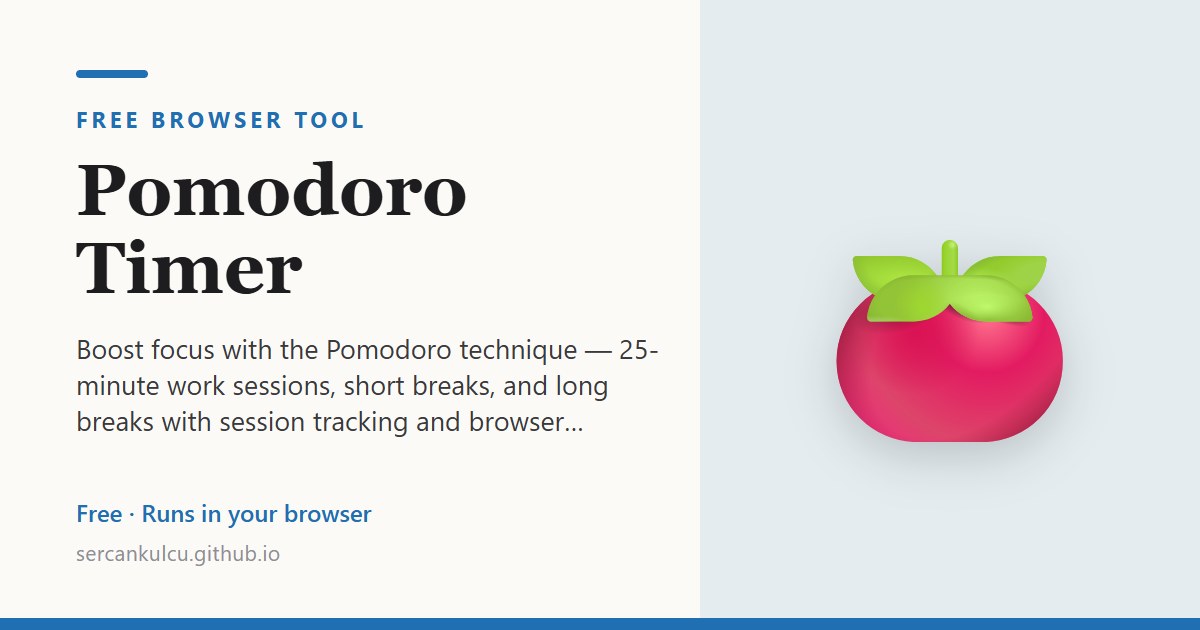 FREE BROWSER TOOL
Pomodoro
Timer
Boost focus with the Pomodoro technique — 25-
minute work sessions, short breaks, and long
breaks with session tracking and browser...
Free · Runs in your browser
sercankulcu.github.io